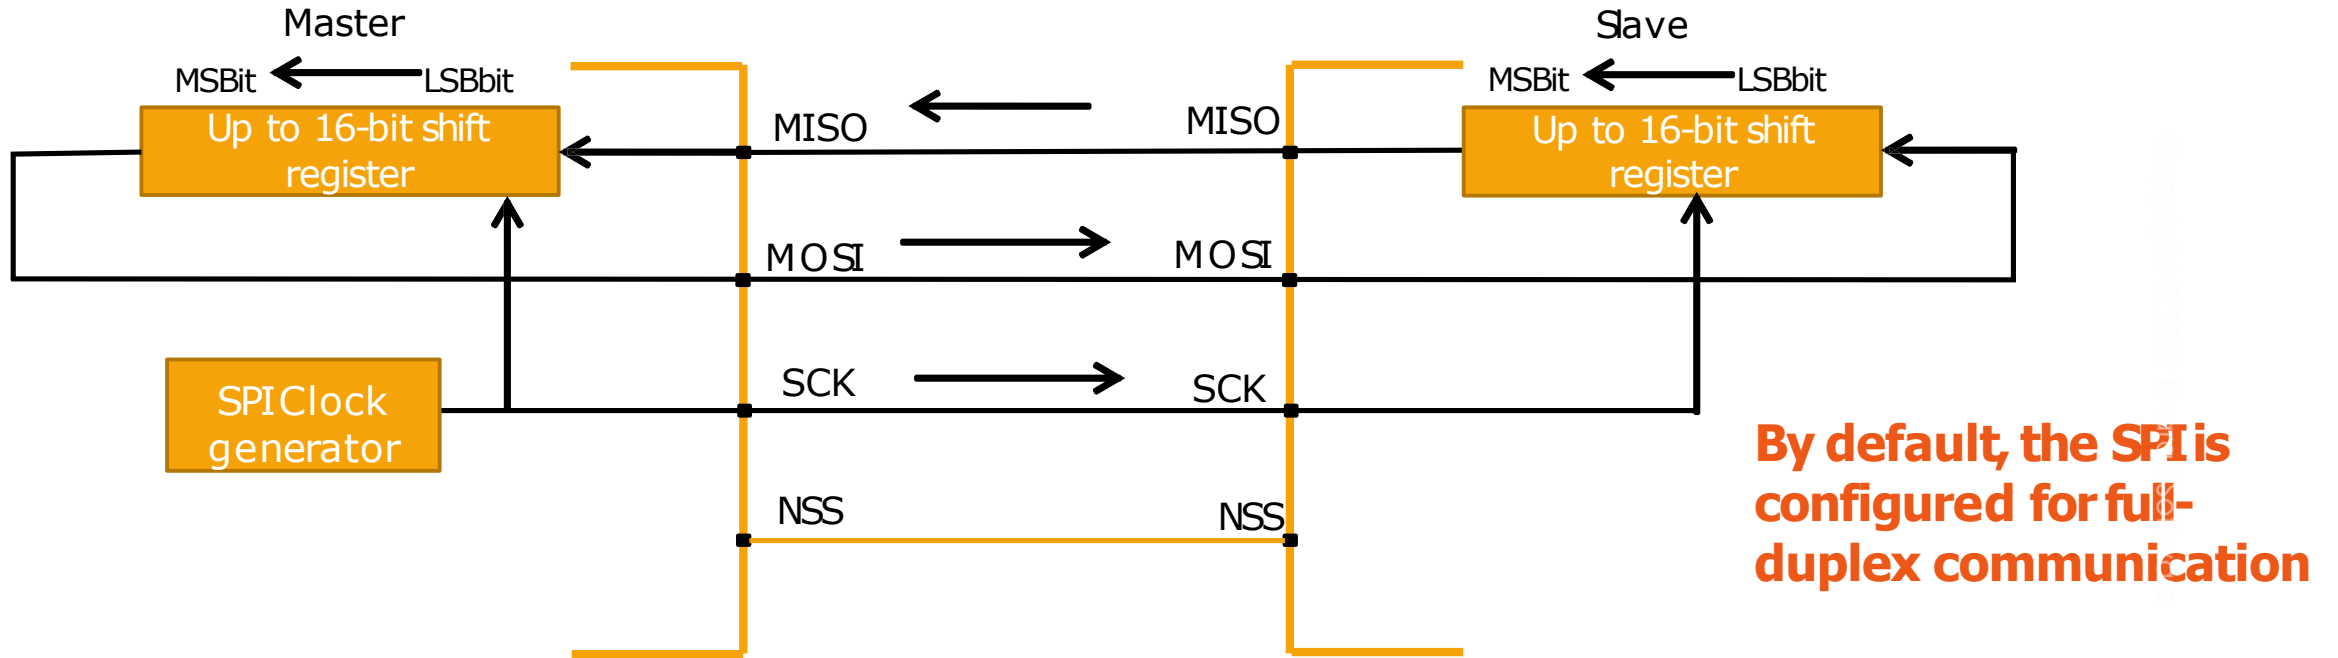 Master
Slave
MSBit
LSBbit
MSBit
LSBbit
Up to 16-bit shift
register
Up to 16-bit shift
register
MISO
MISO
MOSI
MOSI
SPI Clock
generator
SCK
SCK
NSS
NSS
By default, the SPI is
configured for full-
duplex communication